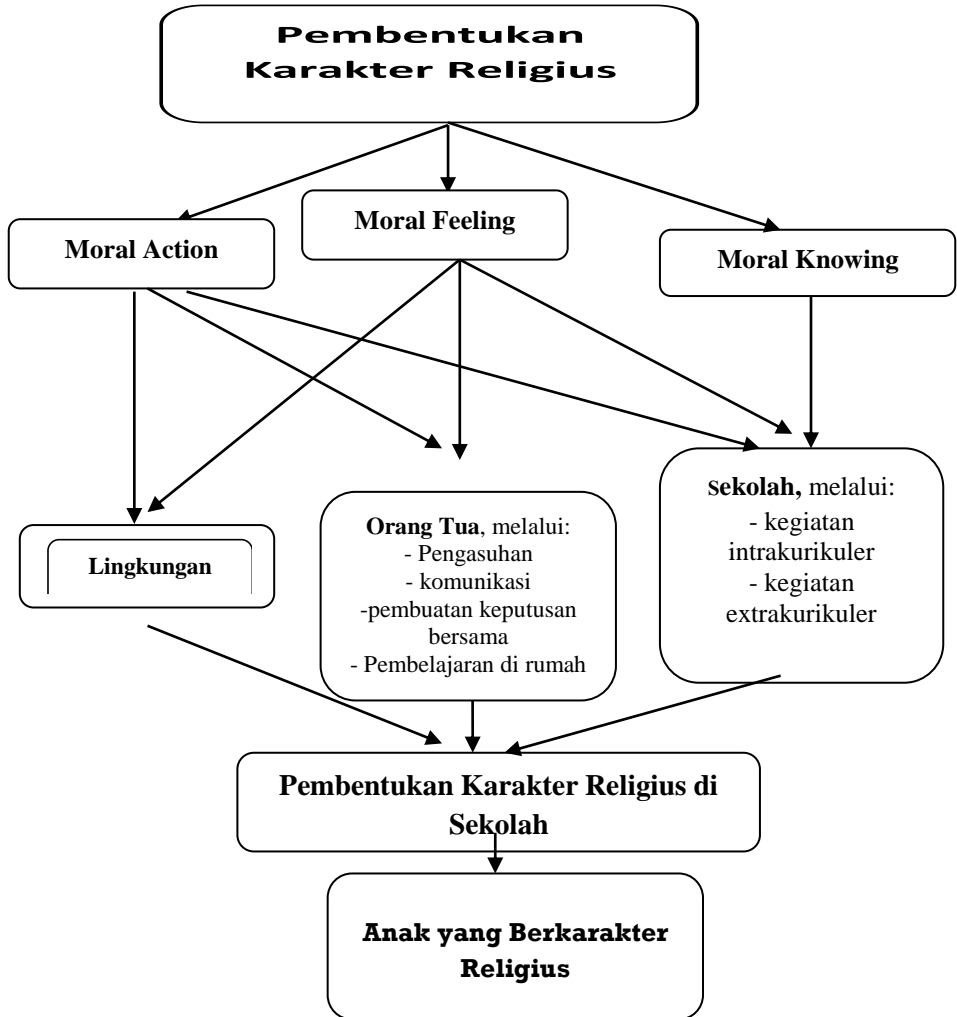 Pembentukan
Karakter Religius
Moral Action
Moral Feeling
Moral Knowing
Lingkungan
Orang Tua, melalui:
- Pengasuhan
- komunikasi
-pembuatan keputusan
bersama
- Pembelajaran di rumah
Sekolah, melalui:
- kegiatan
intrakurikuler
- kegiatan
extrakurikuler
Pembentukan Karakter Religius di
Sekolah
Anak yang Berkarakter
Religius